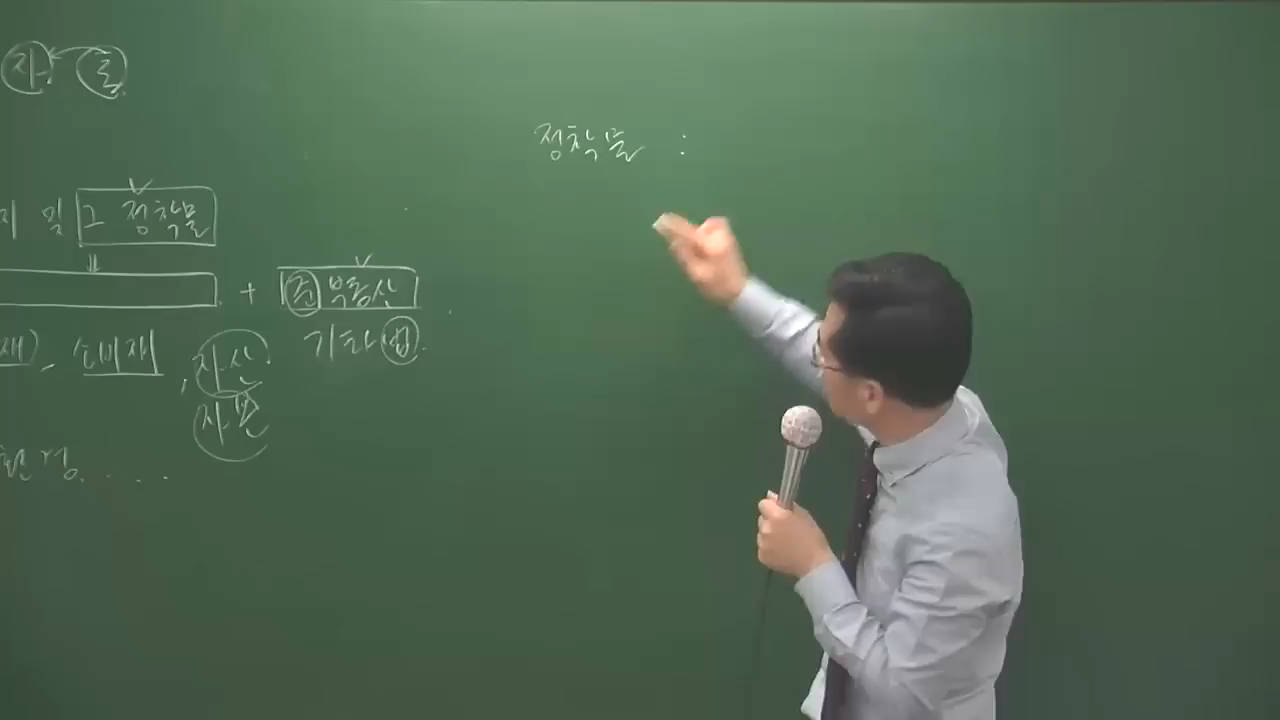 자
정착물 :
지 및 그 정착물
⇓
+ 준 부동산
재), 소비재, 자산 기타 법.
자본